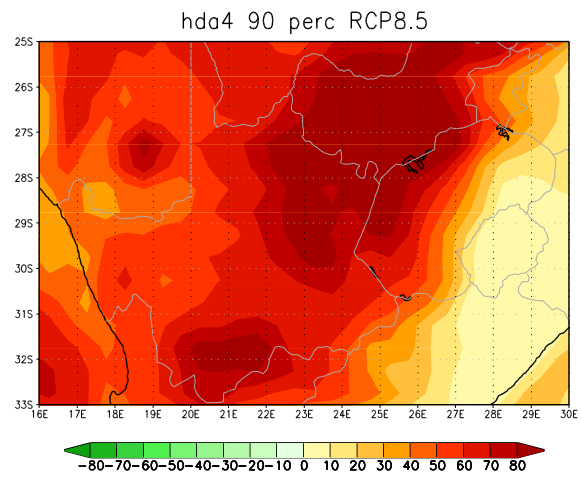 hda4 90 perc RCP8.5
25S
26S
27S
28S
29S
30S
31S
32S
33S
16E 17E 18E 19E 20E 21E 22E 23E 24E 25E 26E 27E 28E 29E 30E
-80 -70 -60 -50 -40 -30 -20 -10 0 10 20 30 40 50 60 70 80